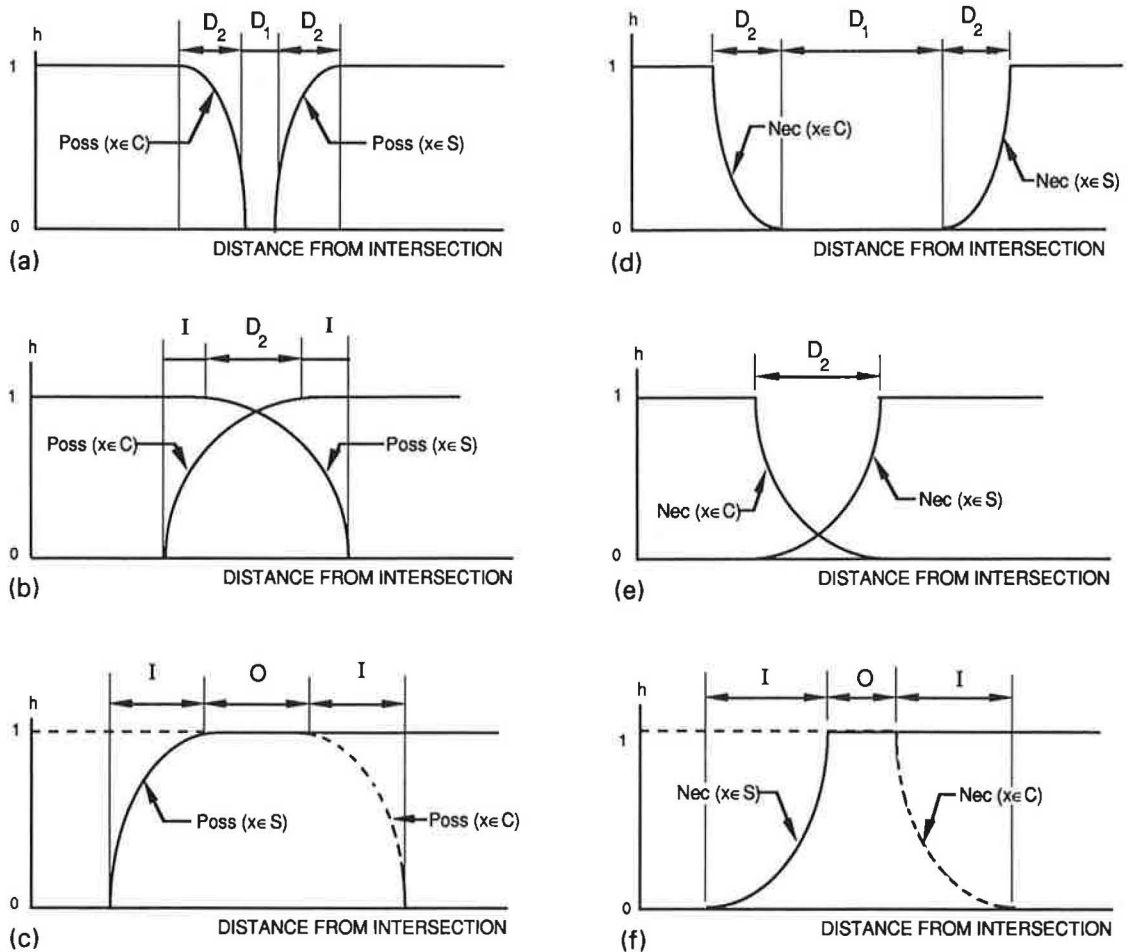 D₂ D₁ D₂
h
1
Poss (x∈C)
Poss (x∈S)
0
DISTANCE FROM INTERSECTION
(a)
I D₂ I
h
1
Poss (x∈C)
Poss (x∈S)
0
DISTANCE FROM INTERSECTION
(b)
I O I
h
1
Poss (x∈S)
Poss (x∈C)
0
DISTANCE FROM INTERSECTION
(c)
D₂ D₁ D₂
h
1
Nec (x∈C)
Nec (x∈S)
0
DISTANCE FROM INTERSECTION
(d)
D₂
h
1
Nec (x∈C)
Nec (x∈S)
0
DISTANCE FROM INTERSECTION
(e)
I O I
h
1
Nec (x∈S)
Nec (x∈C)
0
DISTANCE FROM INTERSECTION
(f)